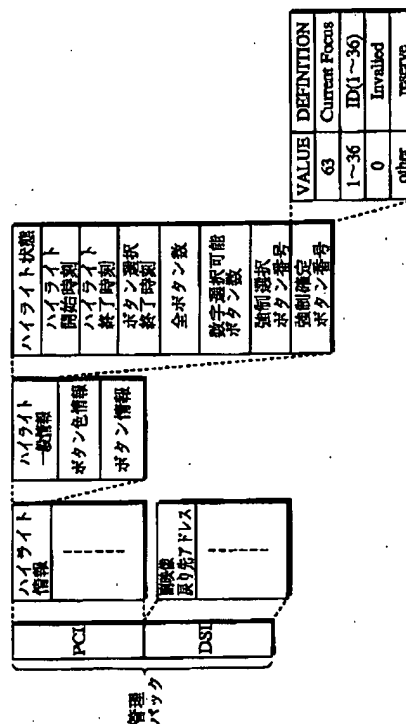 管理
パック
PCI
DSI
ハイライト
情報
副映像
戻り先アドレス
ハイライト
一般情報
ボタン色情報
ボタン情報
ハイライト状態
ハイライト
開始時刻
ハイライト
終了時刻
ボタン選択
終了時刻
全ボタン数
数字選択可能
ボタン数
強制選択
ボタン番号
強制確定
ボタン番号
VALUE DEFINITION
63 Current Focus
1~36 ID(1~36)
0 Invalied
other reserve